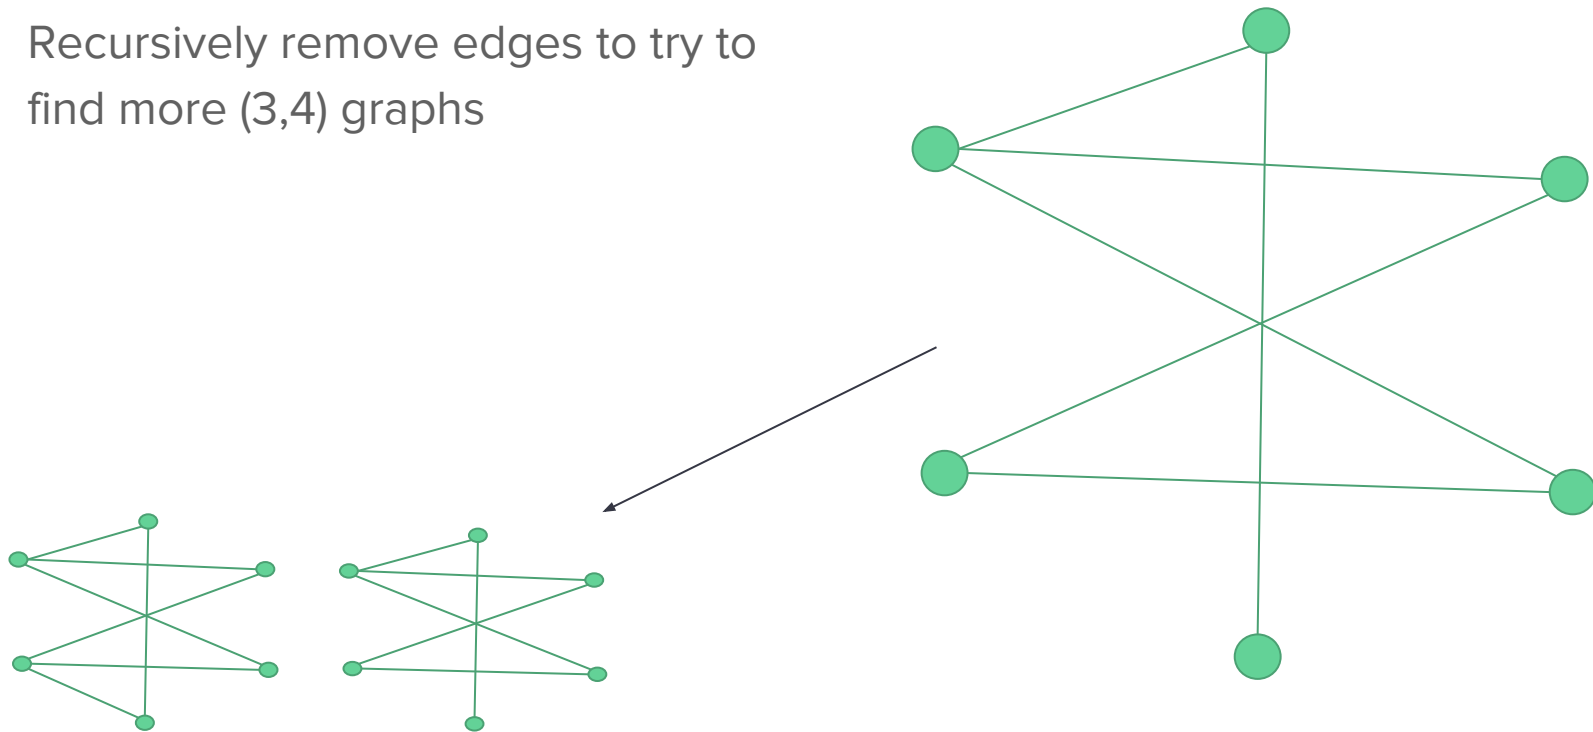 Recursively remove edges to try to
find more (3,4) graphs